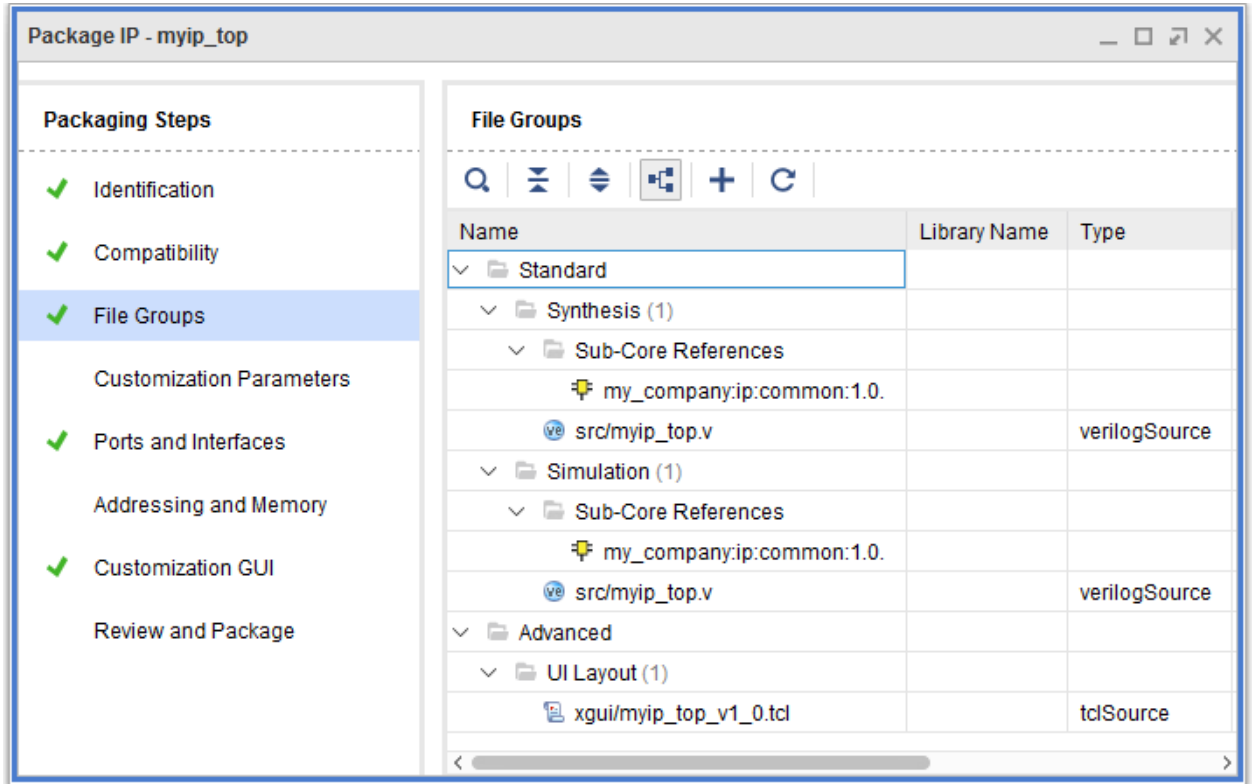 Package IP - myip_top
Packaging Steps
Identification
Compatibility
File Groups
Customization Parameters
Ports and Interfaces
Addressing and Memory
Customization GUI
Review and Package
File Groups
Name Library Name Type
Standard
Synthesis (1)
Sub-Core References
my_company:ip:common:1.0.
src/myip_top.v verilogSource
Simulation (1)
Sub-Core References
my_company:ip:common:1.0.
src/myip_top.v verilogSource
Advanced
UI Layout (1)
xgui/myip_top_v1_0.tcl tclSource